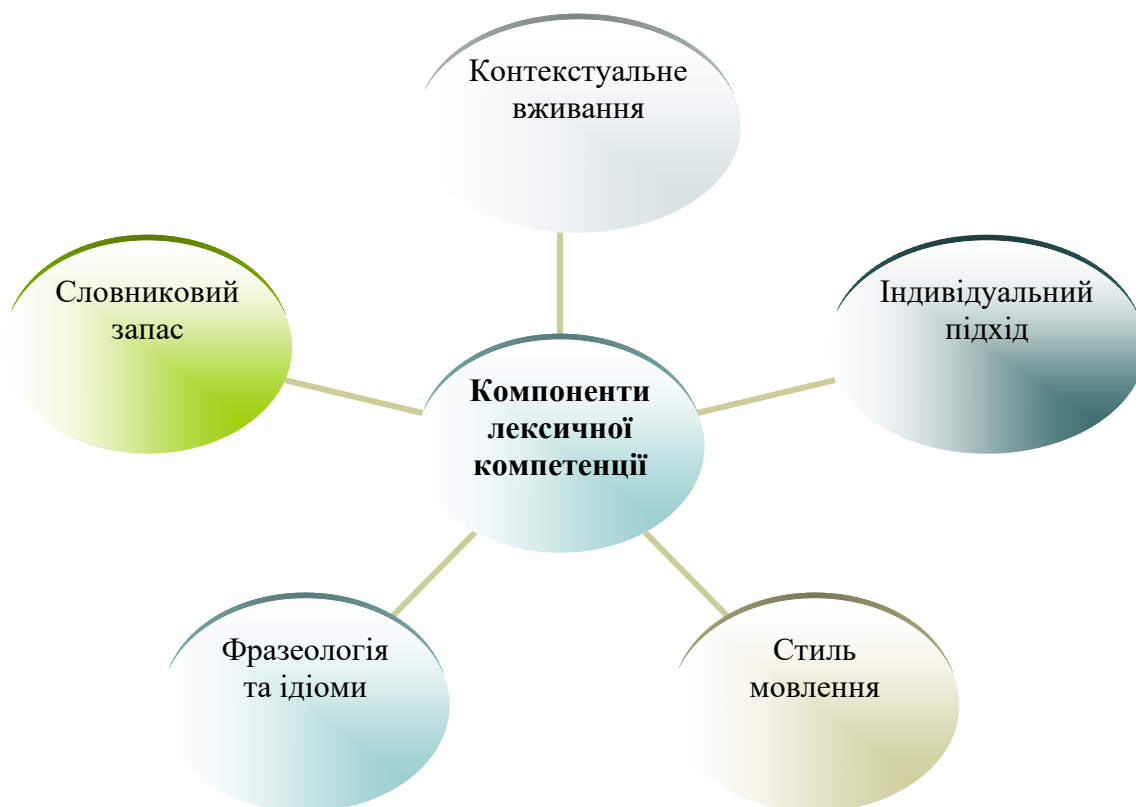 Контекстуальне
вживання
Словниковий
запас
Індивідуальний
підхід
Компоненти
лексичної
компетенції
Фразеологія
та ідіоми
Стиль
мовлення